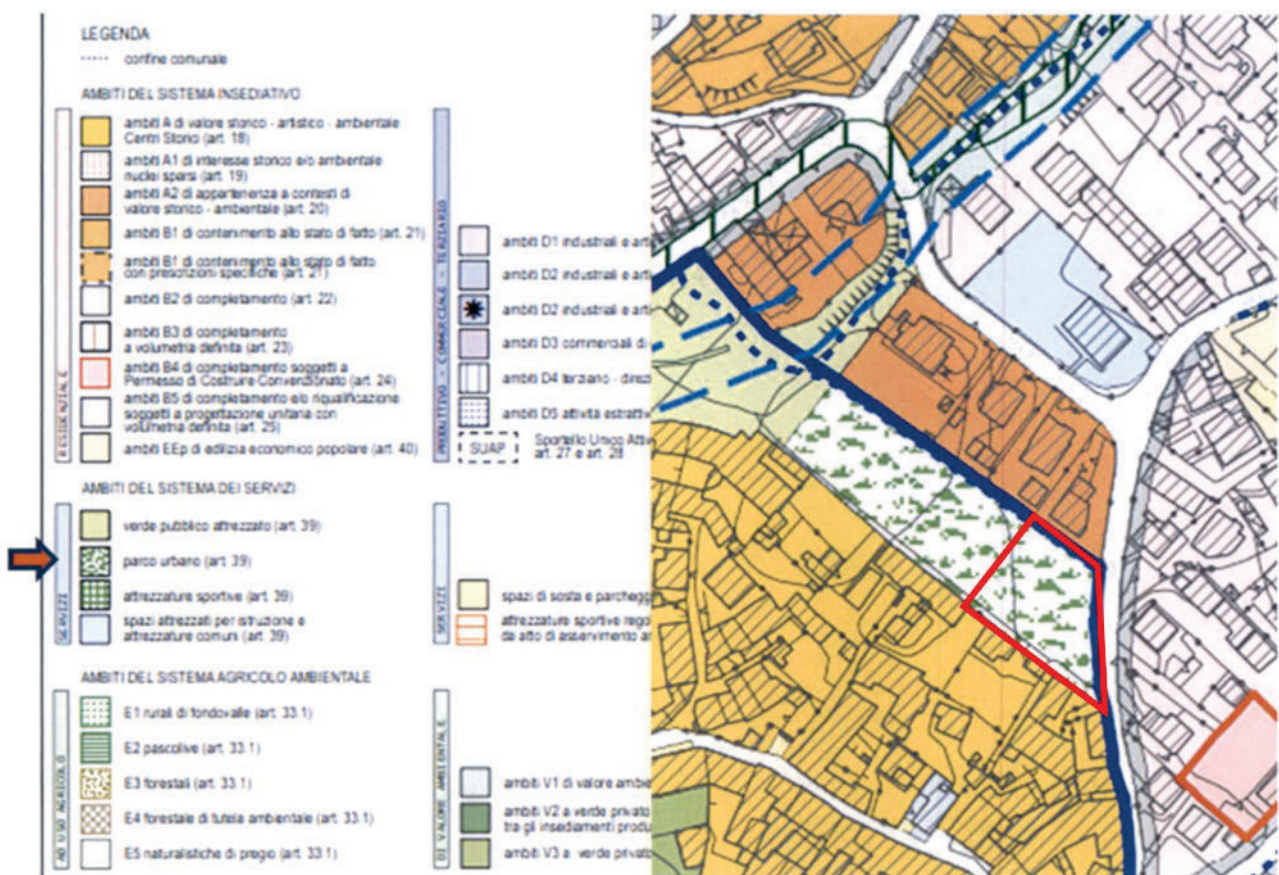 LEGENDA
confine comunale
AMBITI DEL SISTEMA INSEDIATIVO
RESIDENZIALE
ambiti A di valore storico - artistico - ambientale
Centri Storici (art. 18)
ambiti A1 di interesse storico e/o ambientale
nuclei sparsi (art. 19)
ambiti A2 di appartenenza a contesti di
valore storico - ambientale (art. 20)
ambiti B1 di contenimento allo stato di fatto (art. 21)
ambiti B1 di contenimento allo stato di fatto
con prescrizioni specifiche (art. 21)
ambiti B2 di completamento (art. 22)
ambiti B3 di completamento
a volumetria definita (art. 23)
ambiti B4 di completamento soggetti a
Permesso di Costruire Convenzionato (art. 24)
ambiti B5 di completamento e/o riqualificazione
soggetti a progettazione unitaria con
volumetria definita (art. 25)
ambiti EEp di edilizia economico popolare (art. 40)
PRODUTTIVO - COMMERCIALE - TERZIARIO
ambiti D1 industriali e arti
ambiti D2 industriali e arti
ambiti D2 industriali e arti
ambiti D3 commerciali di
ambiti D4 terziario - direz
ambiti D5 attività estrattiv
SUAP
Sportello Unico Attiv
art. 27 e art. 28
AMBITI DEL SISTEMA DEI SERVIZI
SERVIZI
verde pubblico attrezzato (art. 39)
parco urbano (art. 39)
attrezzature sportive (art. 39)
spazi attrezzati per istruzione e
attrezzature comuni (art. 39)
SERVIZI
spazi di sosta e parchegg
attrezzature sportive rego
da atto di asservimento ar
AMBITI DEL SISTEMA AGRICOLO AMBIENTALE
AD USO AGRICOLO
E1 rurali di fondovalle (art. 33.1)
E2 pascolive (art. 33.1)
E3 forestali (art. 33.1)
E4 forestale di tutela ambientale (art. 33.1)
E5 naturalistiche di pregio (art. 33.1)
DI VALORE AMBIENTALE
ambiti V1 di valore ambie
ambiti V2 a verde privato
tra gli insediamenti produ
ambiti V3 a verde privato